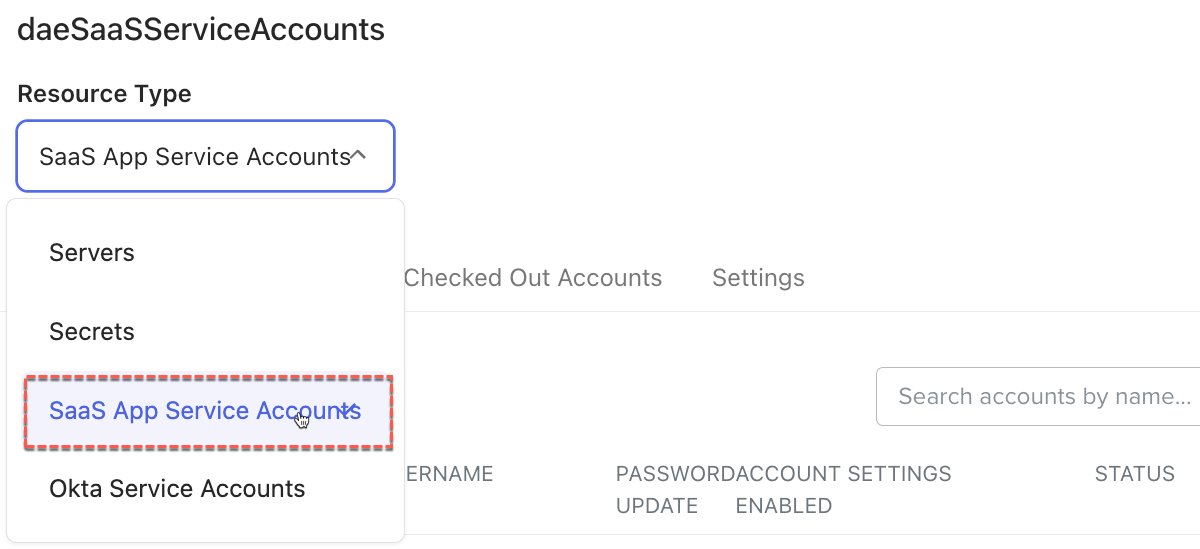 daeSaaSServiceAccounts
Resource Type
SaaS App Service Accounts
Servers
Secrets
SaaS App Service Accounts
Okta Service Accounts
Checked Out Accounts
Settings
Search accounts by name...
ERNAME
PASSWORD
UPDATE
ACCOUNT SETTINGS
ENABLED
STATUS